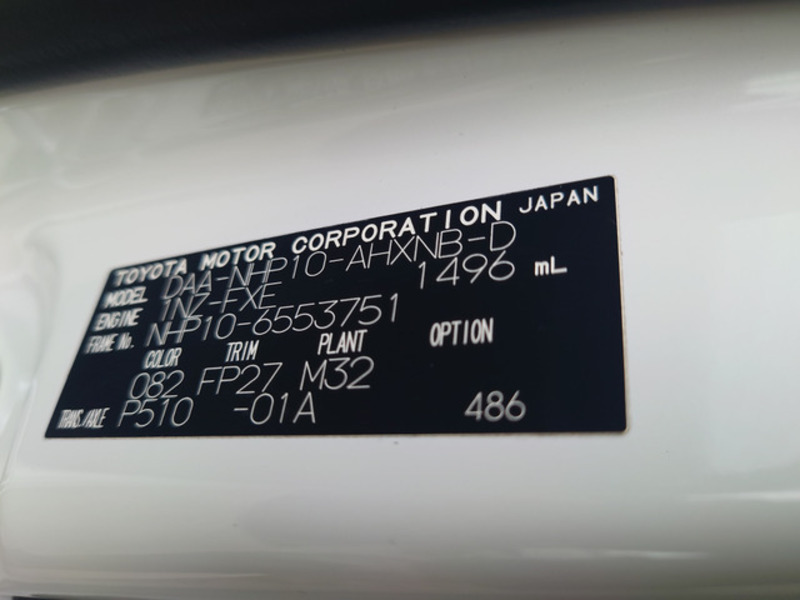 TOYOTA MOTOR CORPORATION JAPAN
MODEL DAA-NHP10-AHXNB-D
ENGINE 1NZ-FXE 1496 mL
FRAME No. NHP10-6553751
COLOR TRIM PLANT OPTION
082 FP27 M32
TRANS./AXLE P510 -01A 486